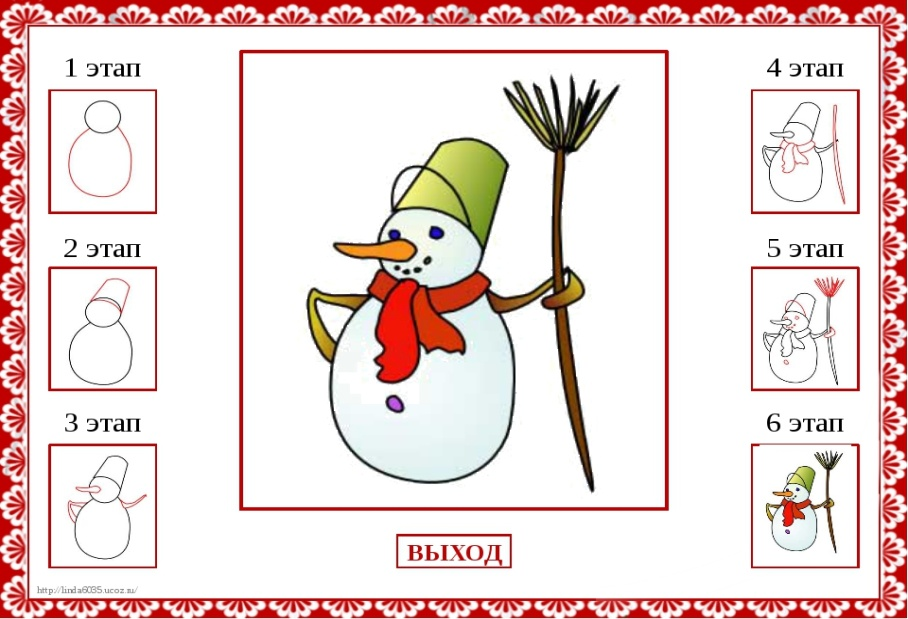 1 этап
2 этап
3 этап
4 этап
5 этап
6 этап
ВЫХОД
http://linda6035.ucoz.ru/